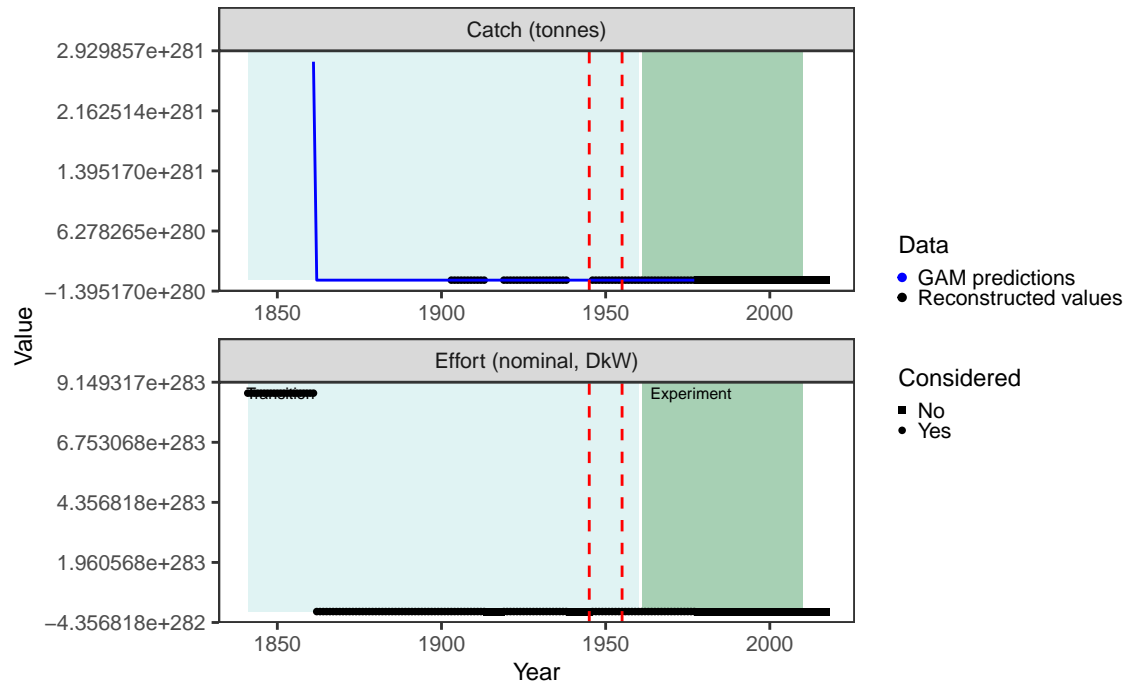 Catch (tonnes)
2.929857e+281
2.162514e+281
1.395170e+281
6.278265e+280
−1.395170e+280
1850
1900
1950
2000
Effort (nominal, DkW)
9.149317e+283
6.753068e+283
4.356818e+283
1.960568e+283
−4.356818e+282
Transition
Experiment
1850
1900
1950
2000
Year
Value
Data
GAM predictions
Reconstructed values
Considered
No
Yes